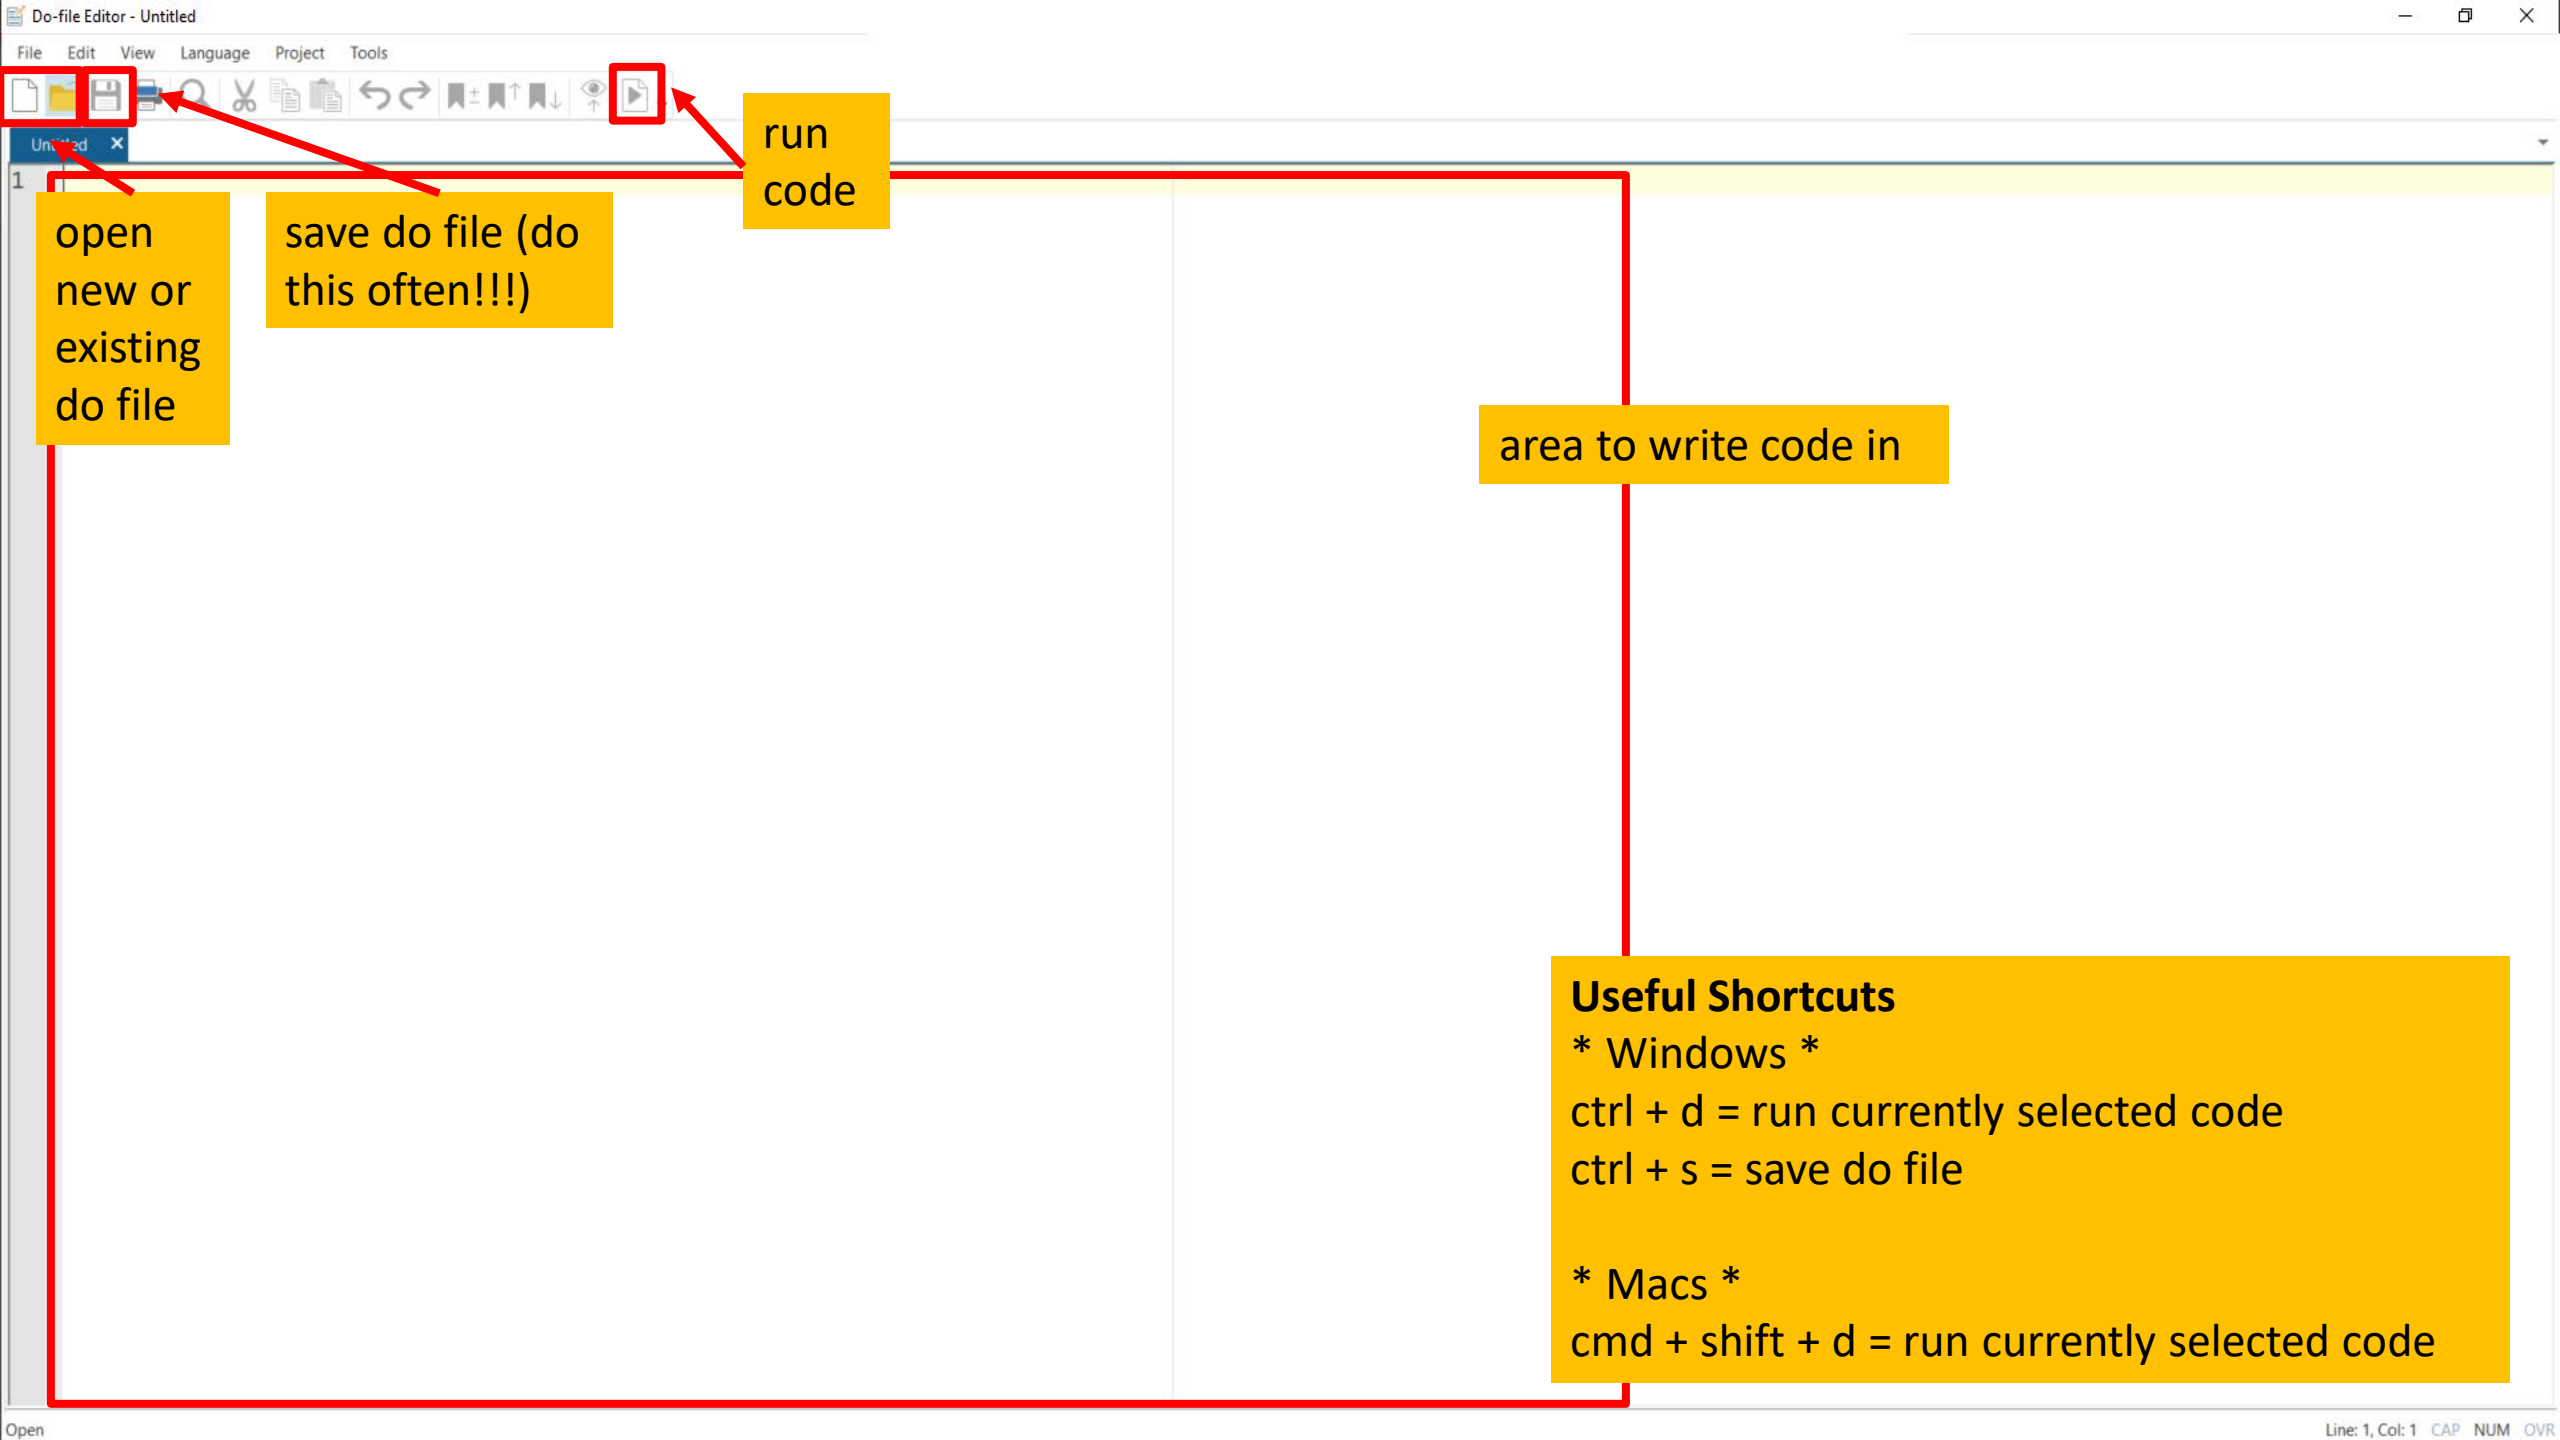 Do-file Editor - Untitled
File Edit View Language Project Tools
Untitled
1
run
code
open
new or
existing
do file
save do file (do
this often!!!)
area to write code in
Useful Shortcuts
* Windows *
ctrl + d = run currently selected code
ctrl + s = save do file
* Macs *
cmd + shift + d = run currently selected code
Open
Line: 1, Col: 1 CAP NUM OVR